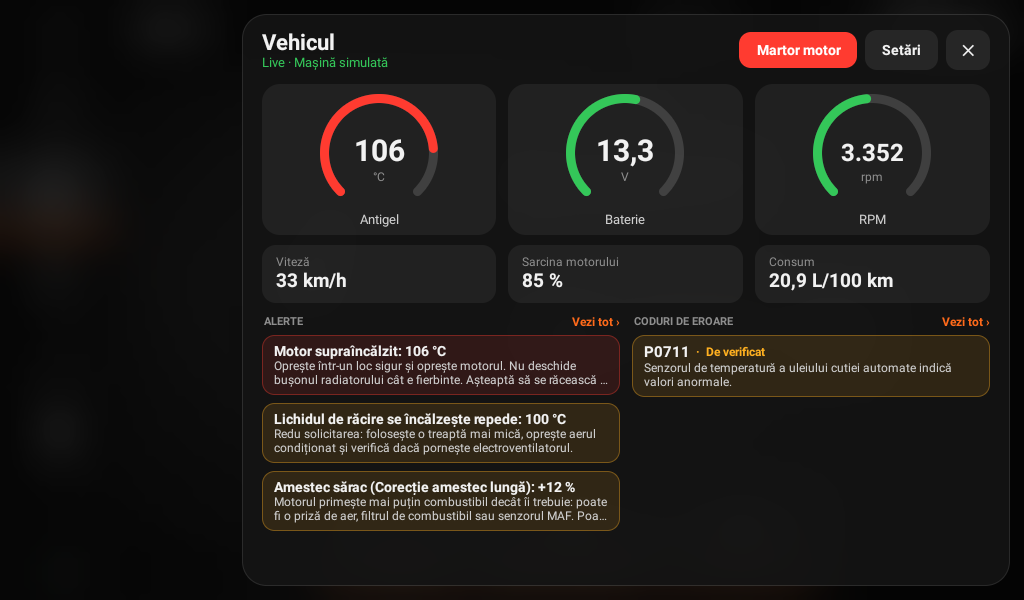 Vehicul
Live · Mașină simulată
Martor motor
Setări
106
°C
Antigel
13,3
V
Baterie
3.352
rpm
RPM
Viteză
33 km/h
Sarcina motorului
85 %
Consum
20,9 L/100 km
ALERTE
Vezi tot ›
Motor supraîncălzit: 106 °C
Oprește într-un loc sigur și oprește motorul. Nu deschide
bușonul radiatorului cât e fierbinte. Așteaptă să se răcească ...
Lichidul de răcire se încălzește repede: 100 °C
Redu solicitarea: folosește o treaptă mai mică, oprește aerul
condiționat și verifică dacă pornește electroventilatorul.
Amestec sărac (Corecție amestec lungă): +12 %
Motorul primește mai puțin combustibil decât îi trebuie: poate
fi o priză de aer, filtrul de combustibil sau senzorul MAF. Poa...
CODURI DE EROARE
Vezi tot ›
P0711 · De verificat
Senzorul de temperatură a uleiului cutiei automate indică
valori anormale.